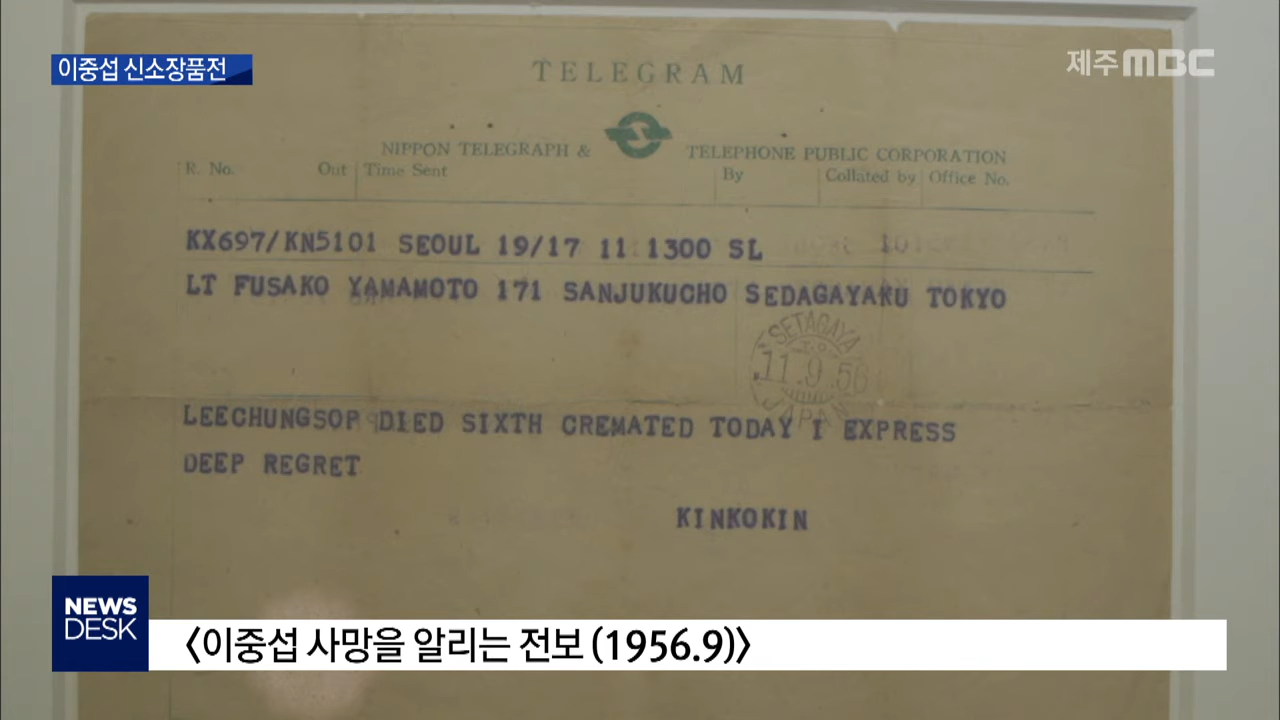 이중섭 신소장품전
제주MBC
TELEGRAM
NIPPON TELEGRAPH & TELEPHONE PUBLIC CORPORATION
R. No. Out Time Sent By Collated by Office No.
KX697/KN5101 SEOUL 19/17 11 1300 SL
LT FUSAKO YAMAMOTO 171 SANJUKUCHO SEDAGAYAKU TOKYO
SETAGAYA
11.9.56
JAPAN
LEECHUNGSOP DIED SIXTH CREMATED TODAY I EXPRESS
DEEP REGRET
KINKOKIN
NEWS
DESK
〈이중섭 사망을 알리는 전보 (1956.9)〉